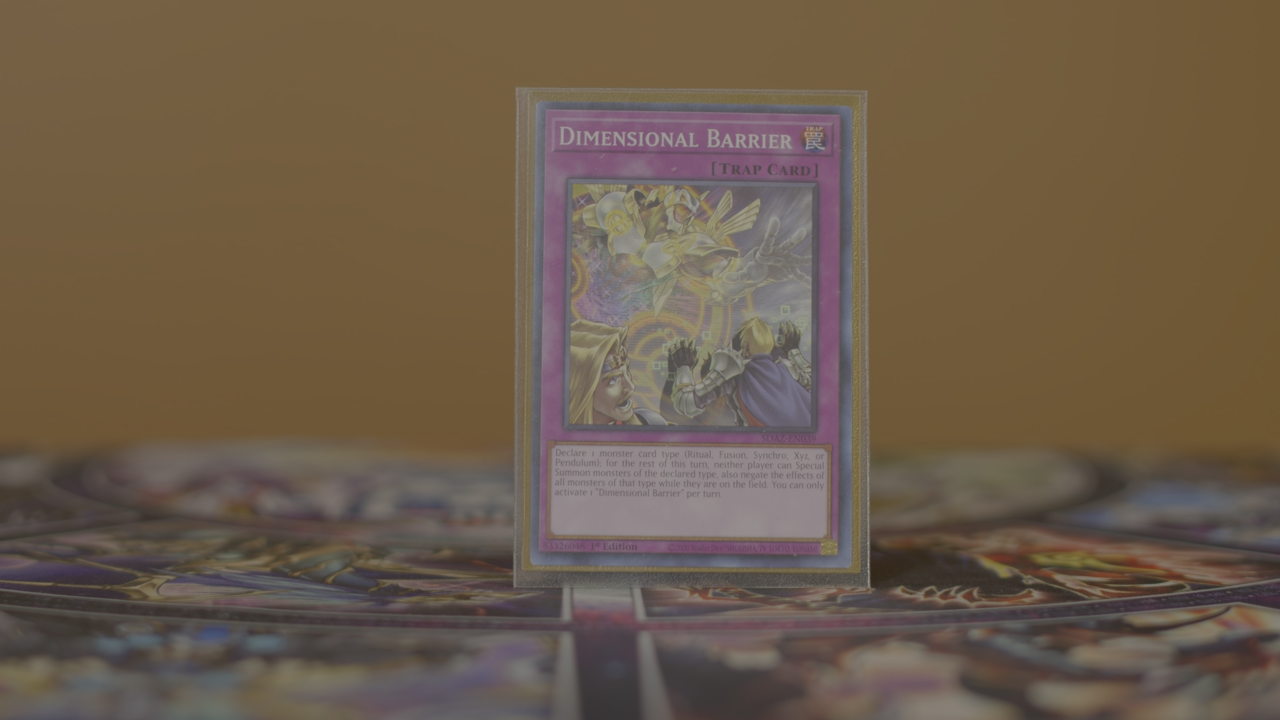 DIMENSIONAL BARRIER
TRAP
罠
[TRAP CARD]
Declare 1 monster card type (Ritual, Fusion, Synchro, Xyz, or
Pendulum); for the rest of this turn, neither player can Special
Summon monsters of the declared type, also negate the effects of
all monsters of that type while they are on the field. You can only
activate 1 "Dimensional Barrier" per turn.
1st Edition